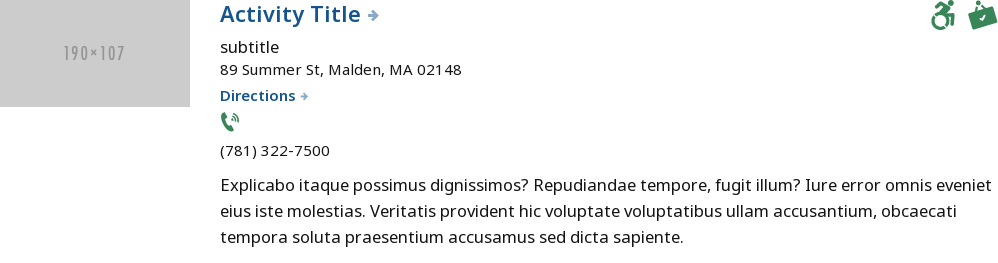 190×107
Activity Title
subtitle
89 Summer St, Malden, MA 02148
Directions
(781) 322-7500
Explicabo itaque possimus dignissimos? Repudiandae tempore, fugit illum? Iure error omnis eveniet
eius iste molestias. Veritatis provident hic voluptate voluptatibus ullam accusantium, obcaecati
tempora soluta praesentium accusamus sed dicta sapiente.